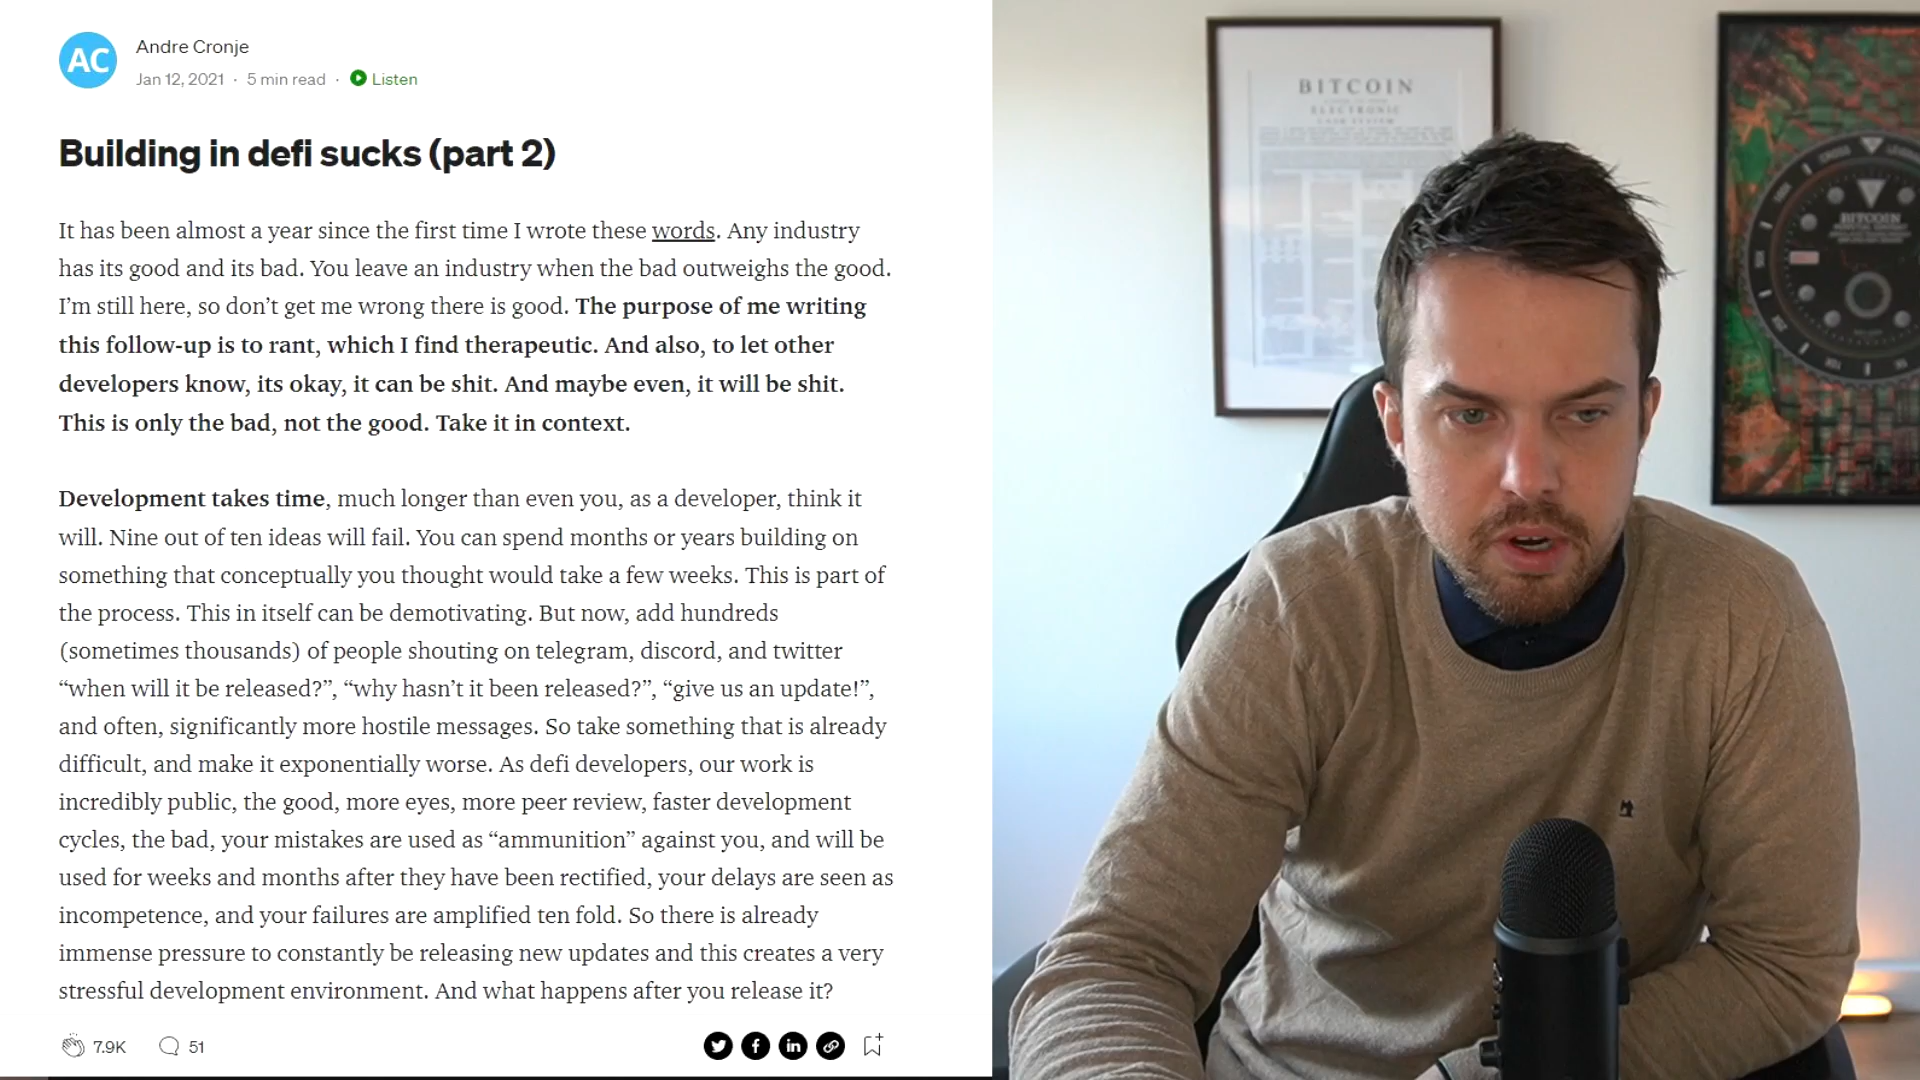 AC
Andre Cronje
Jan 12, 2021 · 5 min read · Listen
Building in defi sucks (part 2)
It has been almost a year since the first time I wrote these words. Any industry
has its good and its bad. You leave an industry when the bad outweighs the good.
I’m still here, so don’t get me wrong there is good. The purpose of me writing
this follow-up is to rant, which I find therapeutic. And also, to let other
developers know, its okay, it can be shit. And maybe even, it will be shit.
This is only the bad, not the good. Take it in context.
Development takes time, much longer than even you, as a developer, think it
will. Nine out of ten ideas will fail. You can spend months or years building on
something that conceptually you thought would take a few weeks. This is part of
the process. This in itself can be demotivating. But now, add hundreds
(sometimes thousands) of people shouting on telegram, discord, and twitter
“when will it be released?”, “why hasn’t it been released?”, “give us an update!”,
and often, significantly more hostile messages. So take something that is already
difficult, and make it exponentially worse. As defi developers, our work is
incredibly public, the good, more eyes, more peer review, faster development
cycles, the bad, your mistakes are used as “ammunition” against you, and will be
used for weeks and months after they have been rectified, your delays are seen as
incompetence, and your failures are amplified ten fold. So there is already
immense pressure to constantly be releasing new updates and this creates a very
stressful development environment. And what happens after you release it?
7.9K 51
BITCOIN
ELECTRONIC
CASH SYSTEM
BITCOIN